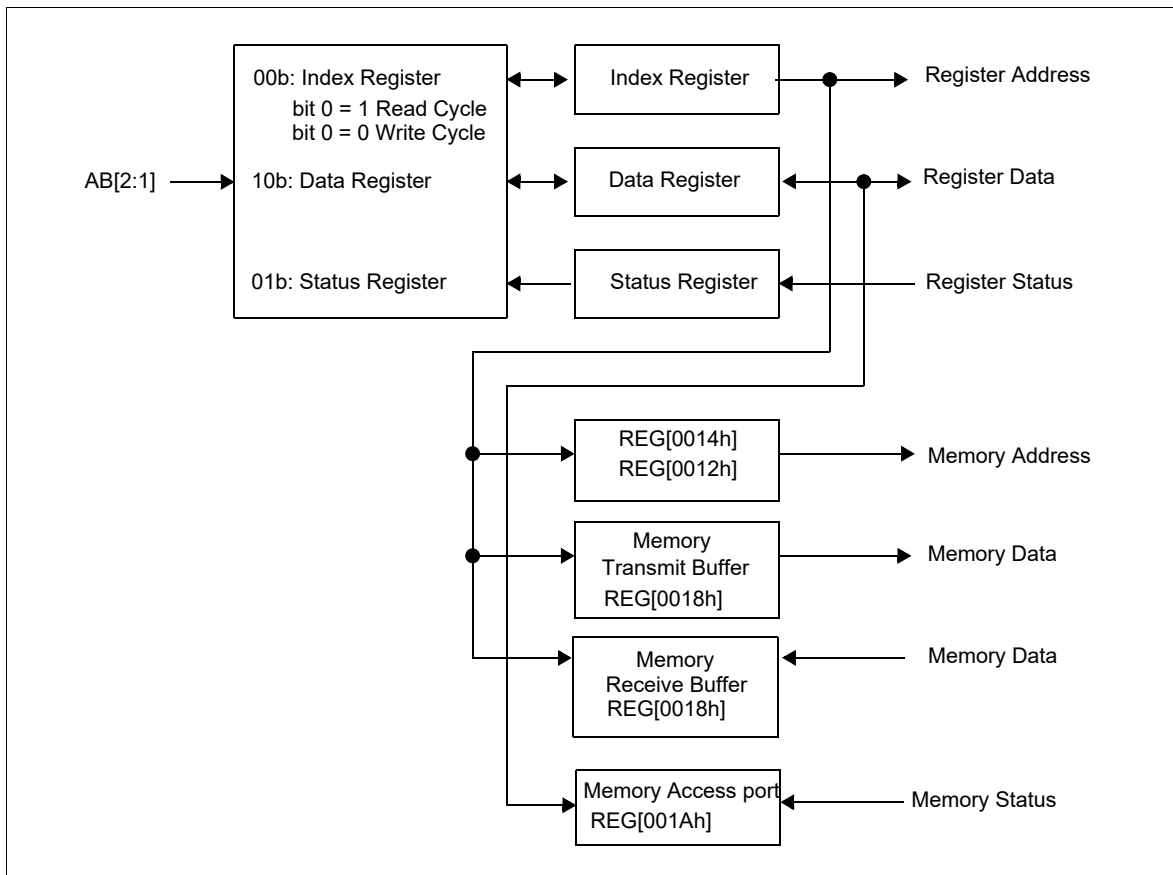 00b: Index Register
bit 0 = 1 Read Cycle
bit 0 = 0 Write Cycle
Index Register
Register Address
AB[2:1]
10b: Data Register
Data Register
Register Data
01b: Status Register
Status Register
Register Status
REG[0014h]
REG[0012h]
Memory Address
Memory
Transmit Buffer
REG[0018h]
Memory Data
Memory
Receive Buffer
REG[0018h]
Memory Data
Memory Access port
REG[001Ah]
Memory Status